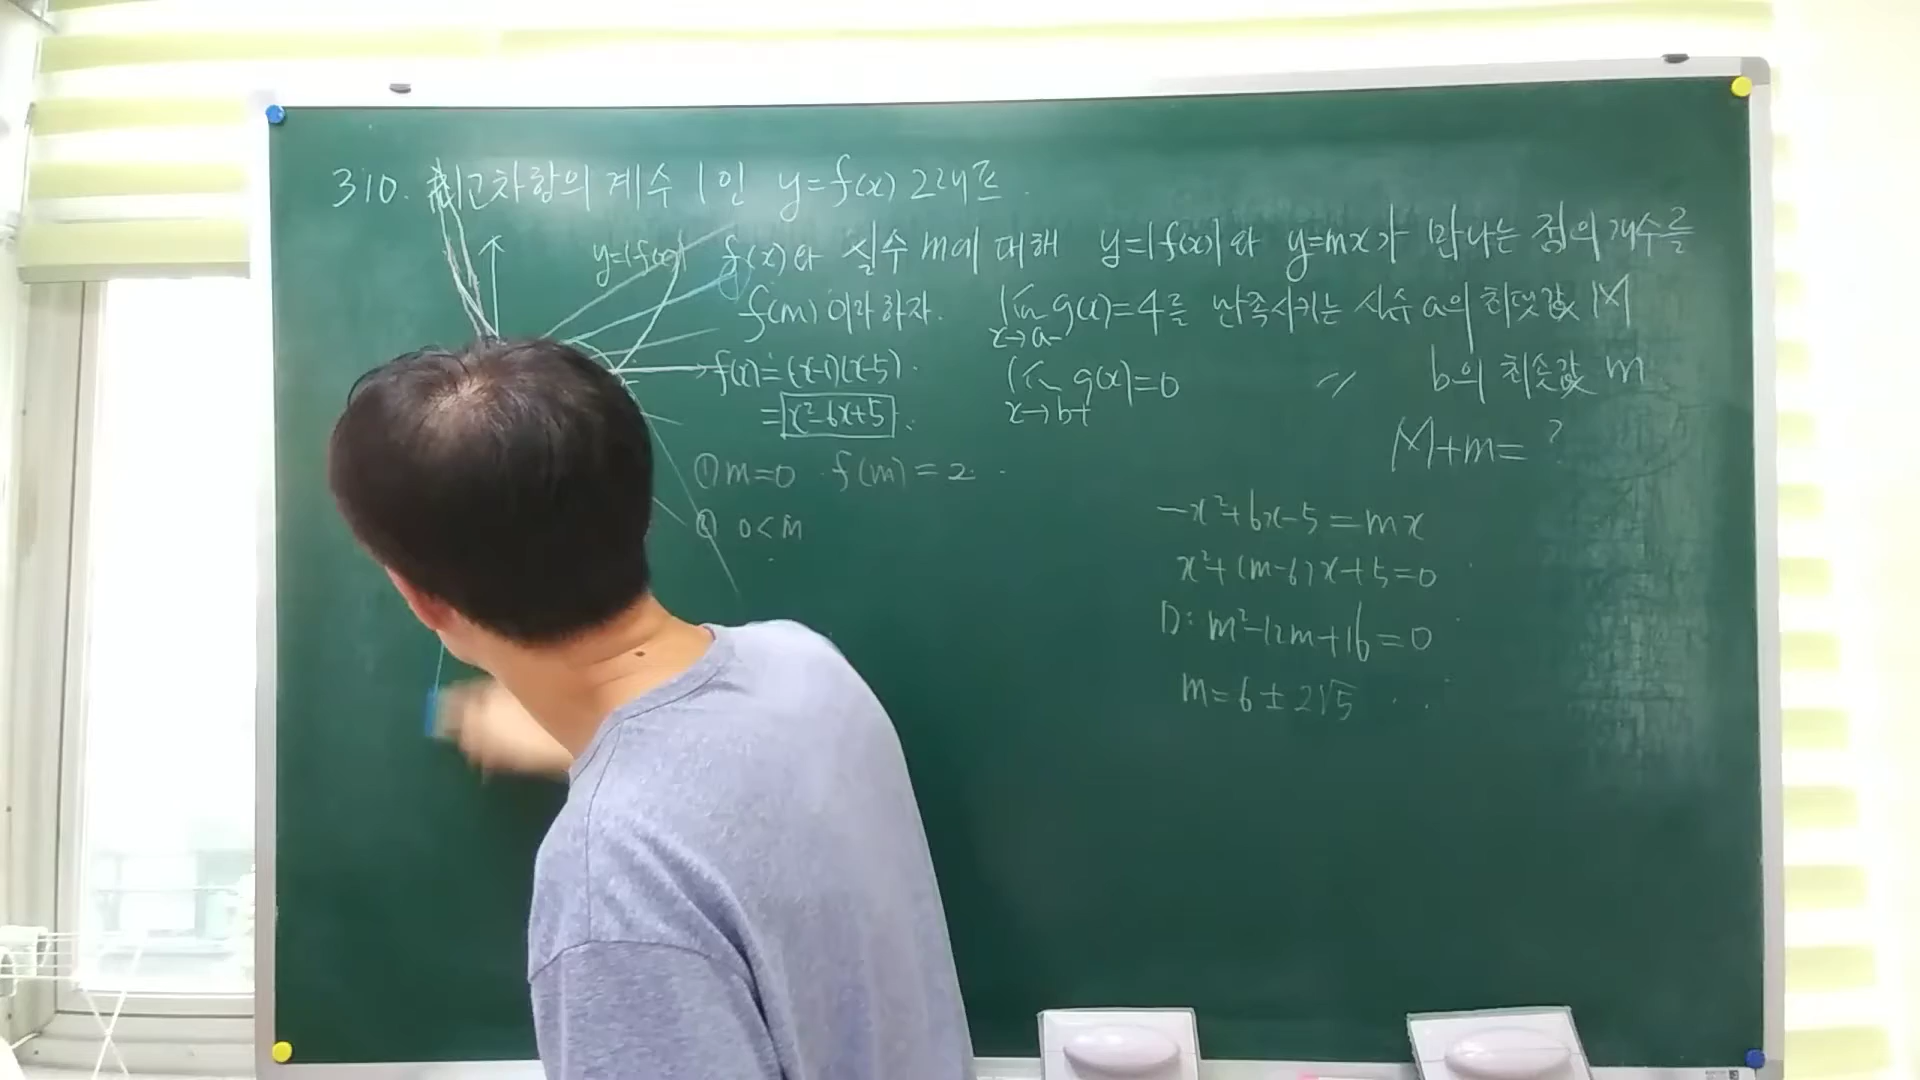 310. 최고차항의 계수 1인 y=f(x) 그래프
y=|f(x)| f(x)와 실수 m에 대해 y=|f(x)|와 y=mx가 만나는 점의 개수를
f(m) 이라 하자. lim x→a- g(x)=4를 만족시키는 실수 a의 최댓값 M
f(x)=(x-1)(x-5). lim x→b+ g(x)=0 〃 b의 최솟값 m
=x²-6x+5.
M+m= ?
① m=0 f(m)=2.
② 0<m
-x²+6x-5=mx
x²+(m-6)x+5=0
D: m²-12m+16=0
m=6±2√5